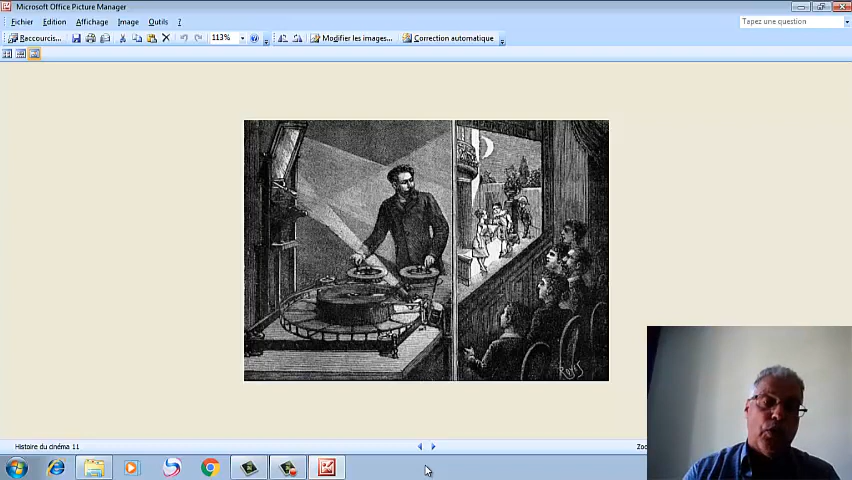 Microsoft Office Picture Manager
Fichier Edition Affichage Image Outils ?
Tapez une question
Raccourcis... 113% Modifier les images... Correction automatique
Histoire du cinéma 11